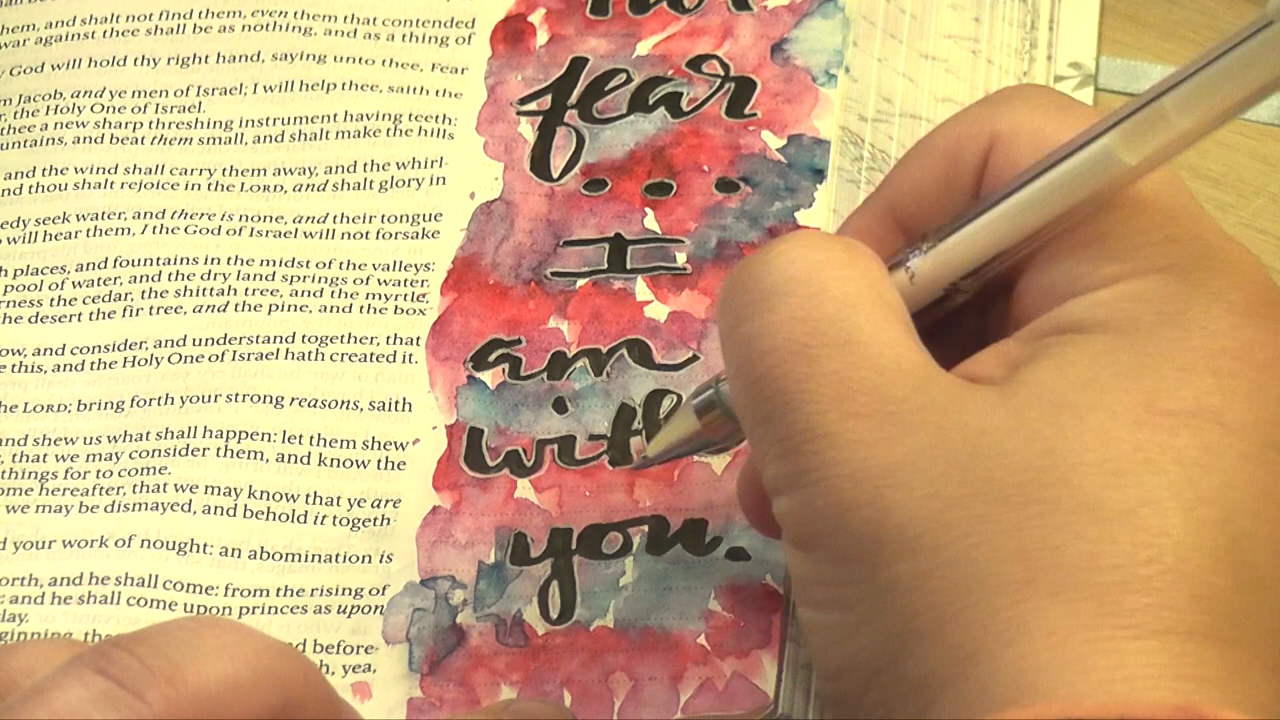 hem, and shalt not find them, even them that contended
war against thee shall be as nothing, and as a thing of
God will hold thy right hand, saying unto thee, Fear
Jacob, and ye men of Israel; I will help thee, saith the
the Holy One of Israel.
thee a new sharp threshing instrument having teeth:
untains, and beat them small, and shalt make the hills
and the wind shall carry them away, and the whirl-
nd thou shalt rejoice in the LORD, and shalt glory in
edy seek water, and there is none, and their tongue
will hear them, I the God of Israel will not forsake
h places, and fountains in the midst of the valleys:
pool of water, and the dry land springs of water.
rness the cedar, the shittah tree, and the myrtle,
he desert the fir tree, and the pine, and the box
ow, and consider, and understand together, that
this, and the Holy One of Israel hath created it.
he LORD; bring forth your strong reasons, saith
and shew us what shall happen: let them shew
that we may consider them, and know the
things for to come.
ome hereafter, that we may know that ye are
we may be dismayed, and behold it togeth-
d your work of nought: an abomination is
orth, and he shall come: from the rising of
and he shall come upon princes as upon
lay.
ginning, the
d before-
h, yea,
not
fear
...
I
am
with
you.